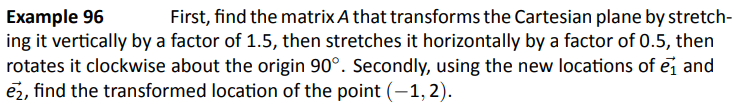 Example 96 First, find the matrix A that transforms the Cartesian plane by stretch-
ing it vertically by a factor of 1.5, then stretches it horizontally by a factor of 0.5, then
rotates it clockwise about the origin 90°. Secondly, using the new locations of e⃗₁ and
e⃗₂, find the transformed location of the point (−1, 2).